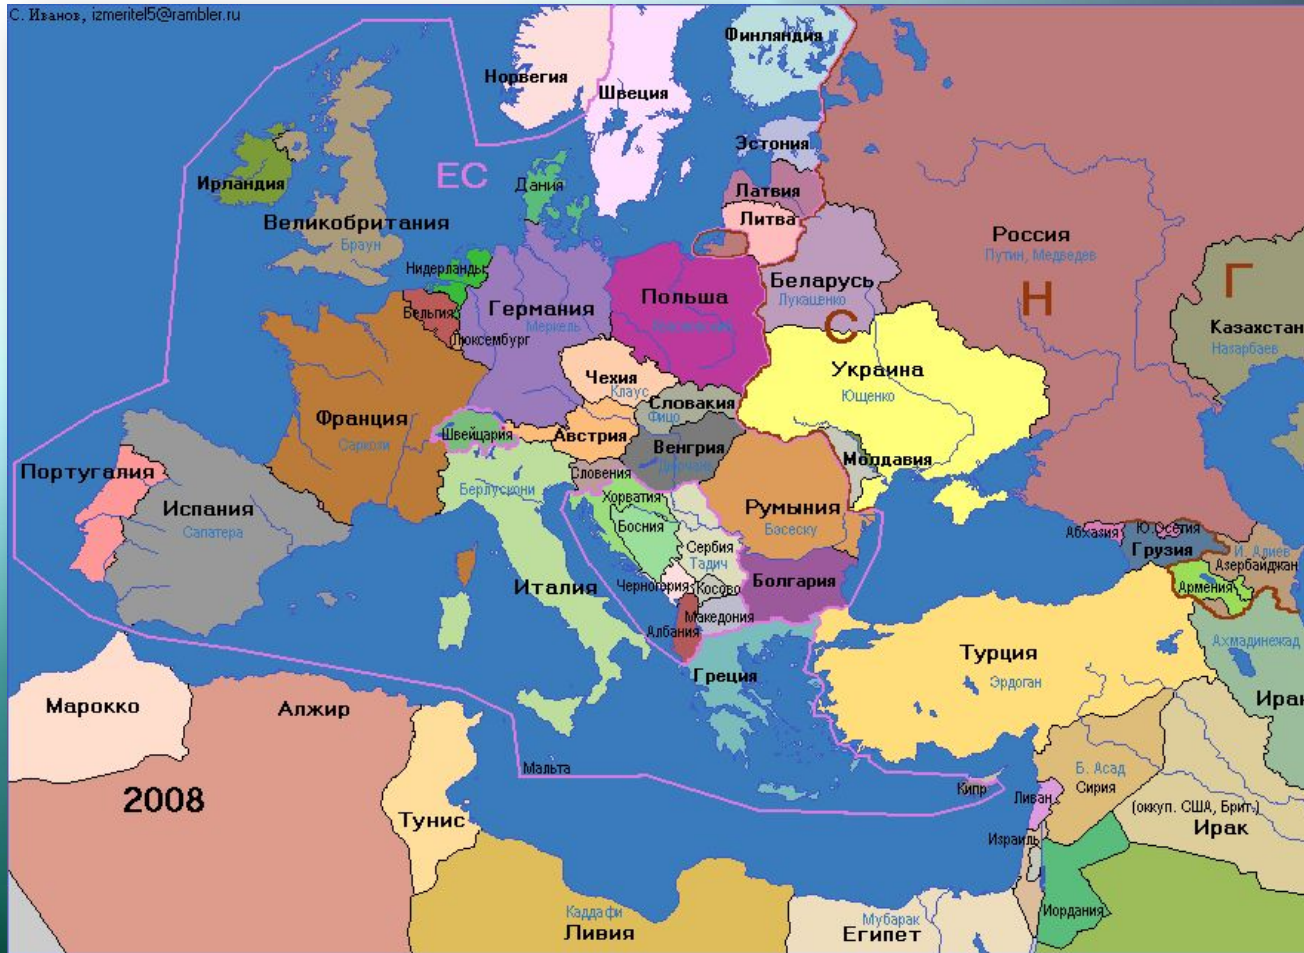 С. Иванов, izmeritel5@rambler.ru
Финляндия
Норвегия
Швеция
Эстония
ЕС
Ирландия
Дания
Латвия
Литва
Великобритания
Браун
Россия
Путин, Медведев
Нидерланды
Беларусь
Лукашенко
Г
Н
С
Германия
Меркель
Польша
Бельгия
Люксембург
Казахстан
Назарбаев
Чехия
Клаус
Украина
Ющенко
Словакия
Фицо
Франция
Саркози
Швейцария
Австрия
Венгрия
Молдавия
Португалия
Словения
Берлускони
Испания
Сапатера
Хорватия
Босния
Румыния
Бэсеску
Сербия
Тадич
Абхазия
Ю.Осетия
Грузия
И. Алиев
Азербайджан
Италия
Черногория
Косово
Болгария
Армения
Македония
Албания
Ахмадинежад
Турция
Эрдоган
Греция
Иран
Марокко
Алжир
Мальта
Кипр
Б. Асад
Сирия
2008
Ливан
(оккуп. США, Брит.)
Ирак
Тунис
Израиль
Каддафи
Ливия
Мубарак
Египет
Иордания